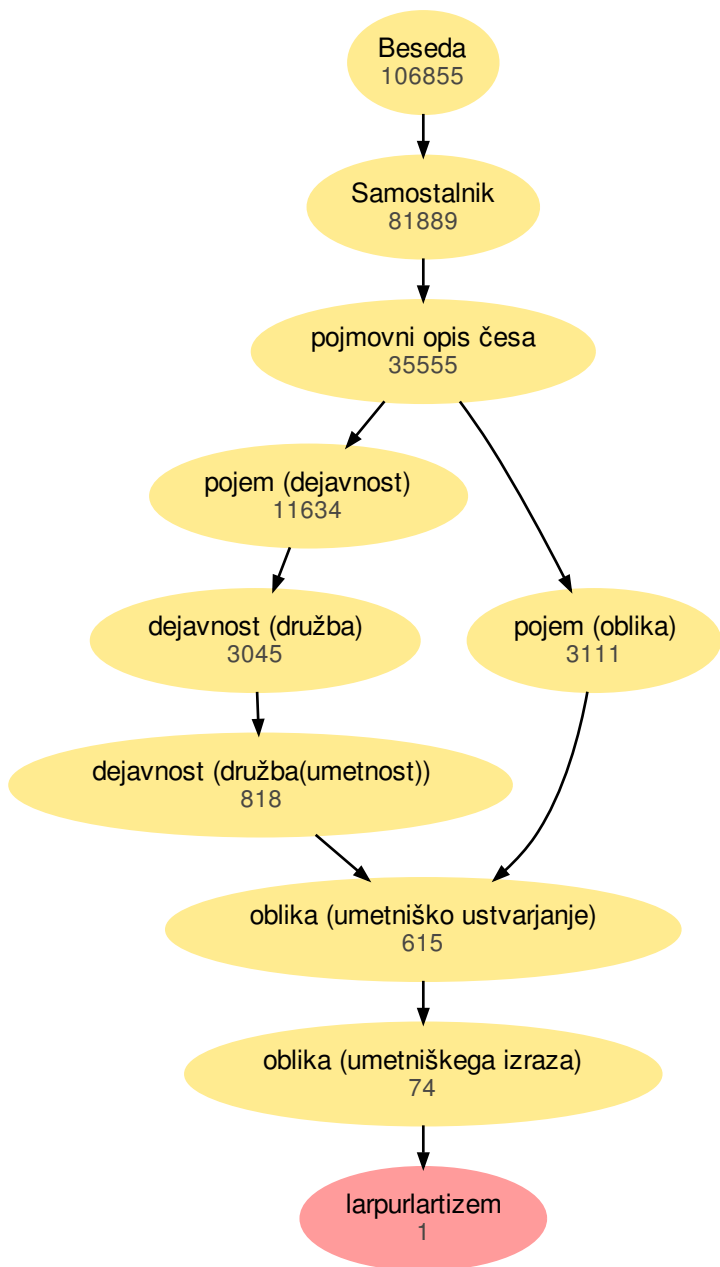 Beseda
106855
Samostalnik
81889
pojmovni opis česa
35555
pojem (dejavnost)
11634
dejavnost (družba)
3045
pojem (oblika)
3111
dejavnost (družba(umetnost))
818
oblika (umetniško ustvarjanje)
615
oblika (umetniškega izraza)
74
larpurlartizem
1